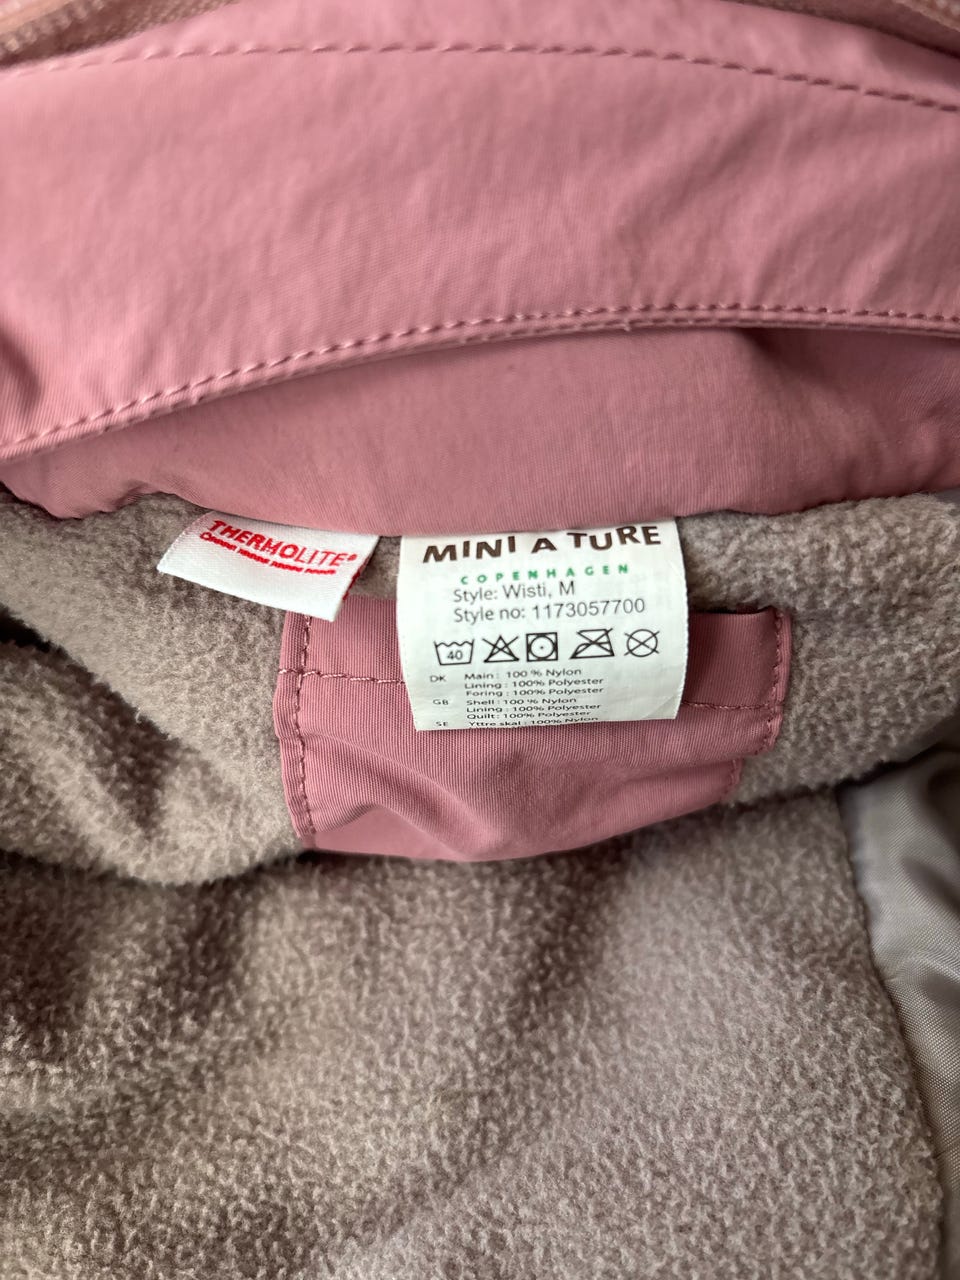 THERMOLITE®
MINI A TURE
COPENHAGEN
Style: Wisti, M
Style no: 1173057700
40
DK Main: 100 % Nylon
Lining: 100% Polyester
Foring: 100% Polyester
GB Shell: 100 % Nylon
Lining: 100% Polyester
Quilt: 100% Polyester
SE Yttre skal: 100% Nylon